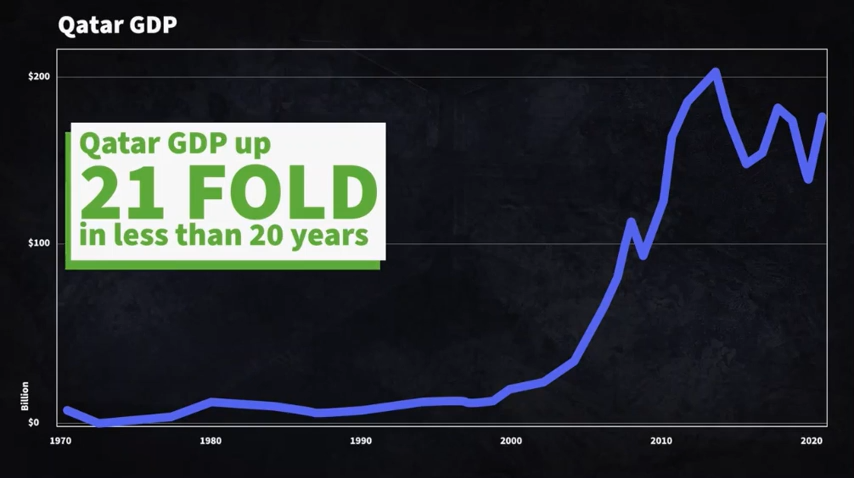 Qatar GDP
$200
Qatar GDP up
21 FOLD
in less than 20 years
$100
Billion
$0
1970 1980 1990 2000 2010 2020